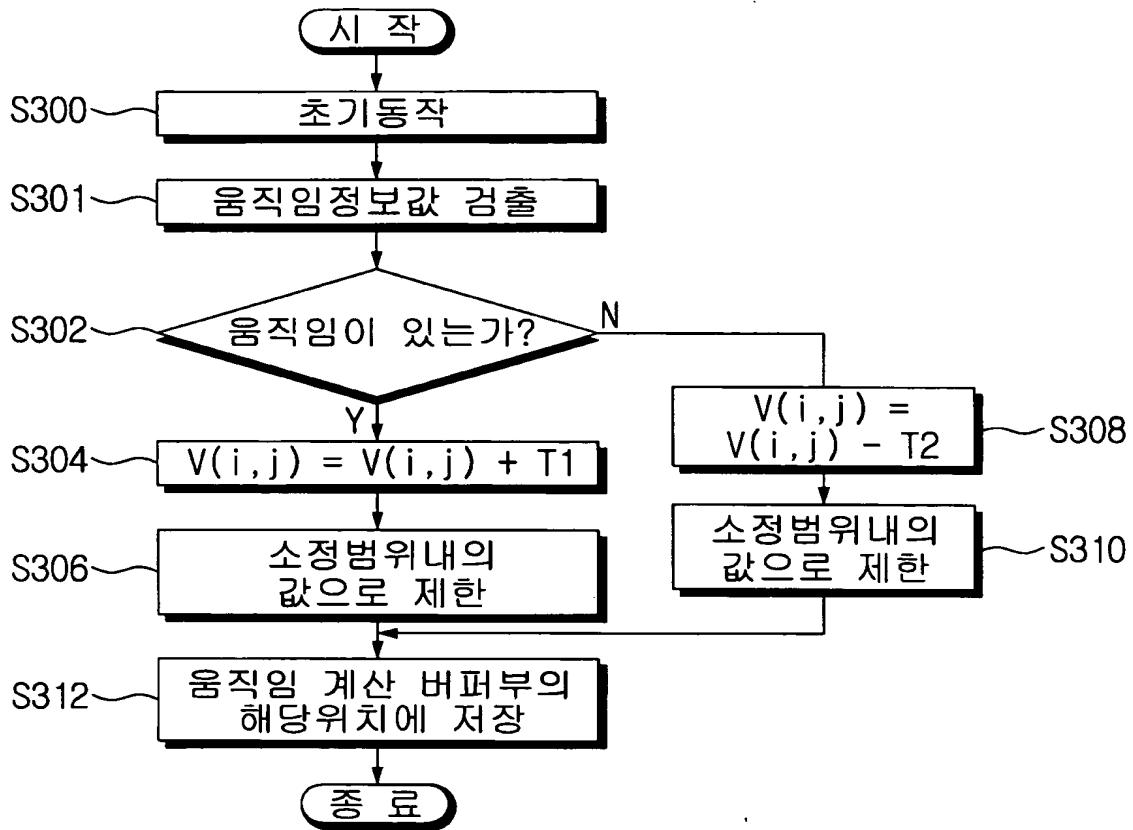 시 작
S300
초기동작
S301
움직임정보값 검출
S302
움직임이 있는가?
N
Y
S304
V(i,j) = V(i,j) + T1
V(i,j) =
V(i,j) - T2
S308
S306
소정범위내의
값으로 제한
소정범위내의
값으로 제한
S310
S312
움직임 계산 버퍼부의
해당위치에 저장
종 료